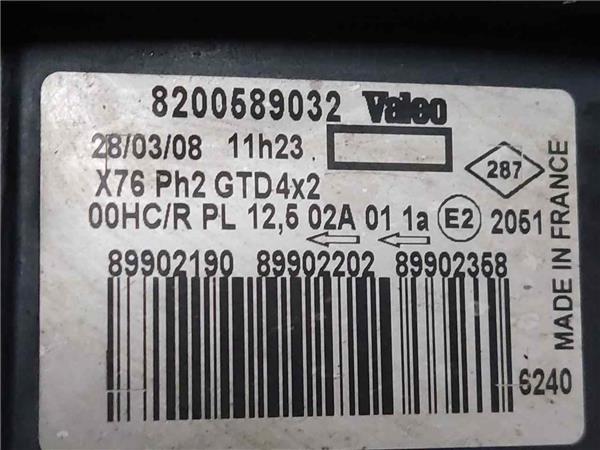 8200589032 Valeo
28/03/08 11h23
287
X76 Ph2 GTD4x2
00HC/R PL 12,5 02A 01 1a E2 2051
MADE IN FRANCE
89902190 89902202 89902358
6240